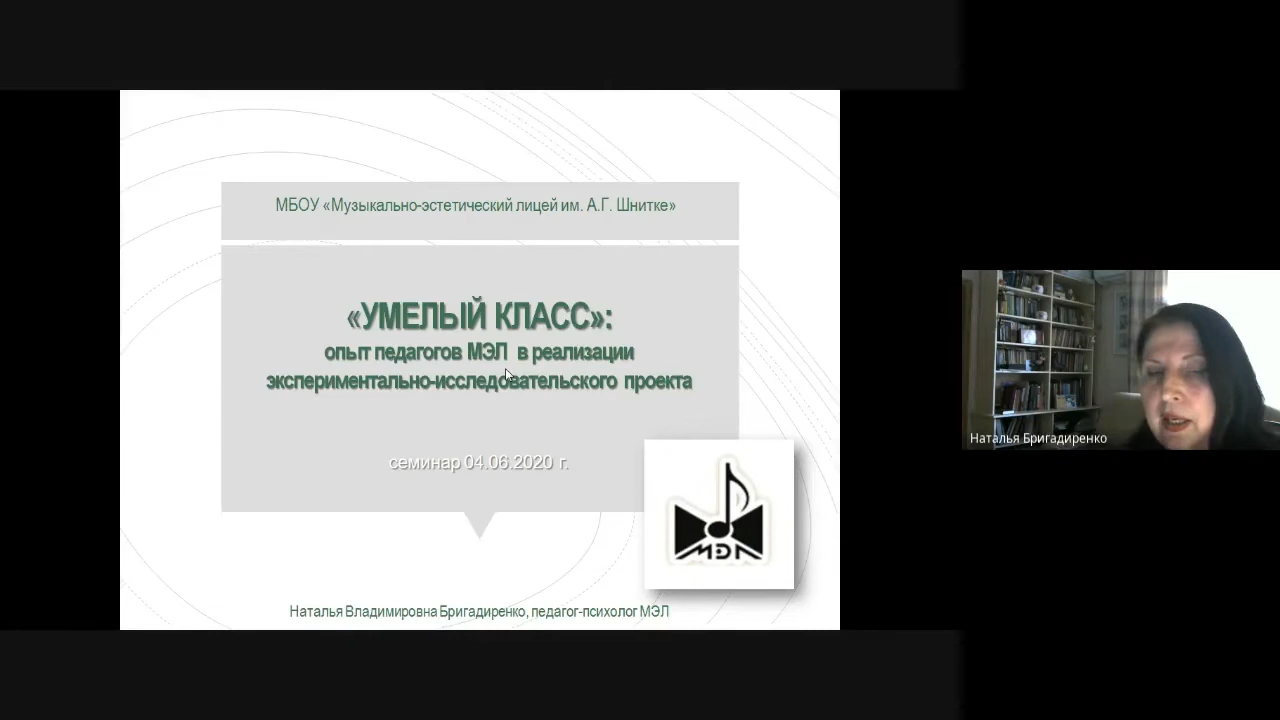 МБОУ «Музыкально-эстетический лицей им. А.Г. Шнитке»
«УМЕЛЫЙ КЛАСС»:
опыт педагогов МЭЛ в реализации
экспериментально-исследовательского проекта
семинар 04.06.2020 г.
МЭЛ
Наталья Владимировна Бригадиренко, педагог-психолог МЭЛ
Наталья Бригадиренко